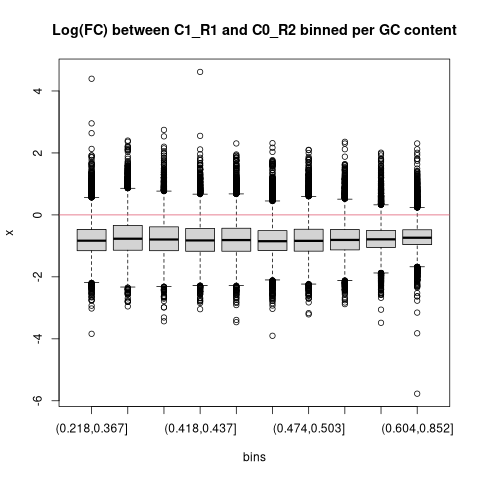 Log(FC) between C1_R1 and C0_R2 binned per GC content
4
2
0
-2
-4
-6
x
(0.218,0.367] (0.418,0.437] (0.474,0.503] (0.604,0.852]
bins